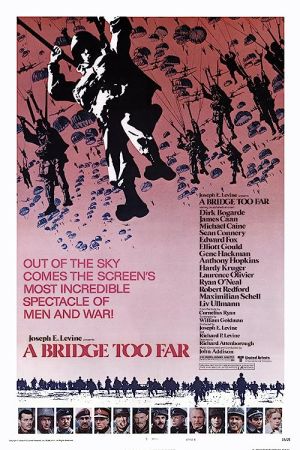 Joseph E. Levine presents
A BRIDGE TOO FAR
Dirk Bogarde
James Caan
Michael Caine
Sean Connery
Edward Fox
Elliott Gould
Gene Hackman
Anthony Hopkins
Hardy Kruger
Laurence Olivier
Ryan O'Neal
Robert Redford
Maximilian Schell
Liv Ullmann
Cornelius Ryan
William Goldman
Joseph E. Levine
Richard P. Levine
Richard Attenborough
John Addison
United Artists
OUT OF THE SKY
COMES THE SCREEN'S
MOST INCREDIBLE
SPECTACLE OF
MEN AND WAR!
Joseph E. Levine presents
A BRIDGE TOO FAR